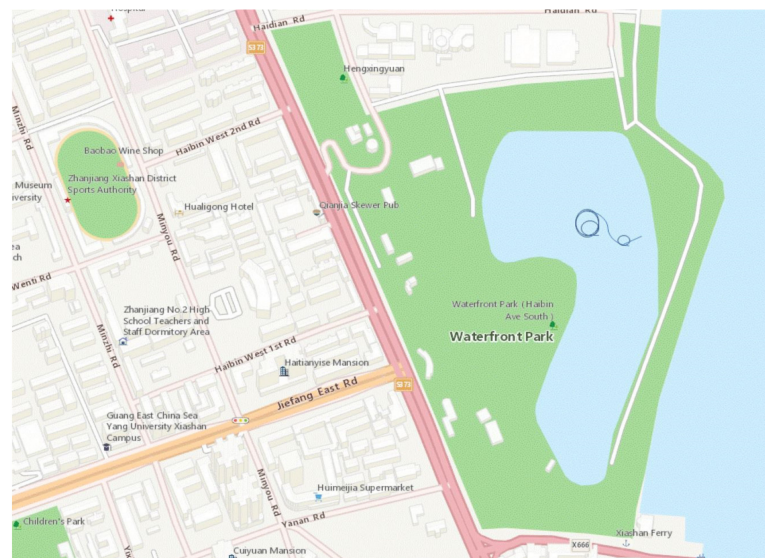 Hospital
Haidian Rd
Haidian Rd
S373
Hengxingyuan
Minzhi Rd
Haibin West 2nd Rd
Baobao Wine Shop
Zhanjiang Xiashan District
Sports Authority
Museum
Hualigong Hotel
Qianjia Skewer Pub
Minyou Rd
Wenti Rd
Waterfront Park (Haibin
Ave South)
Waterfront Park
Zhanjiang No.2 High
School Teachers and
Staff Dormitory Area
Minzhi Rd
Haibin West 1st Rd
Haitianyise Mansion
S373
Jiefang East Rd
Guang East China Sea
Yang University Xiashan
Campus
Minyou Rd
Huimeijia Supermarket
Yanan Rd
Children's Park
Cuiyuan Mansion
X666
Xiashan Ferry